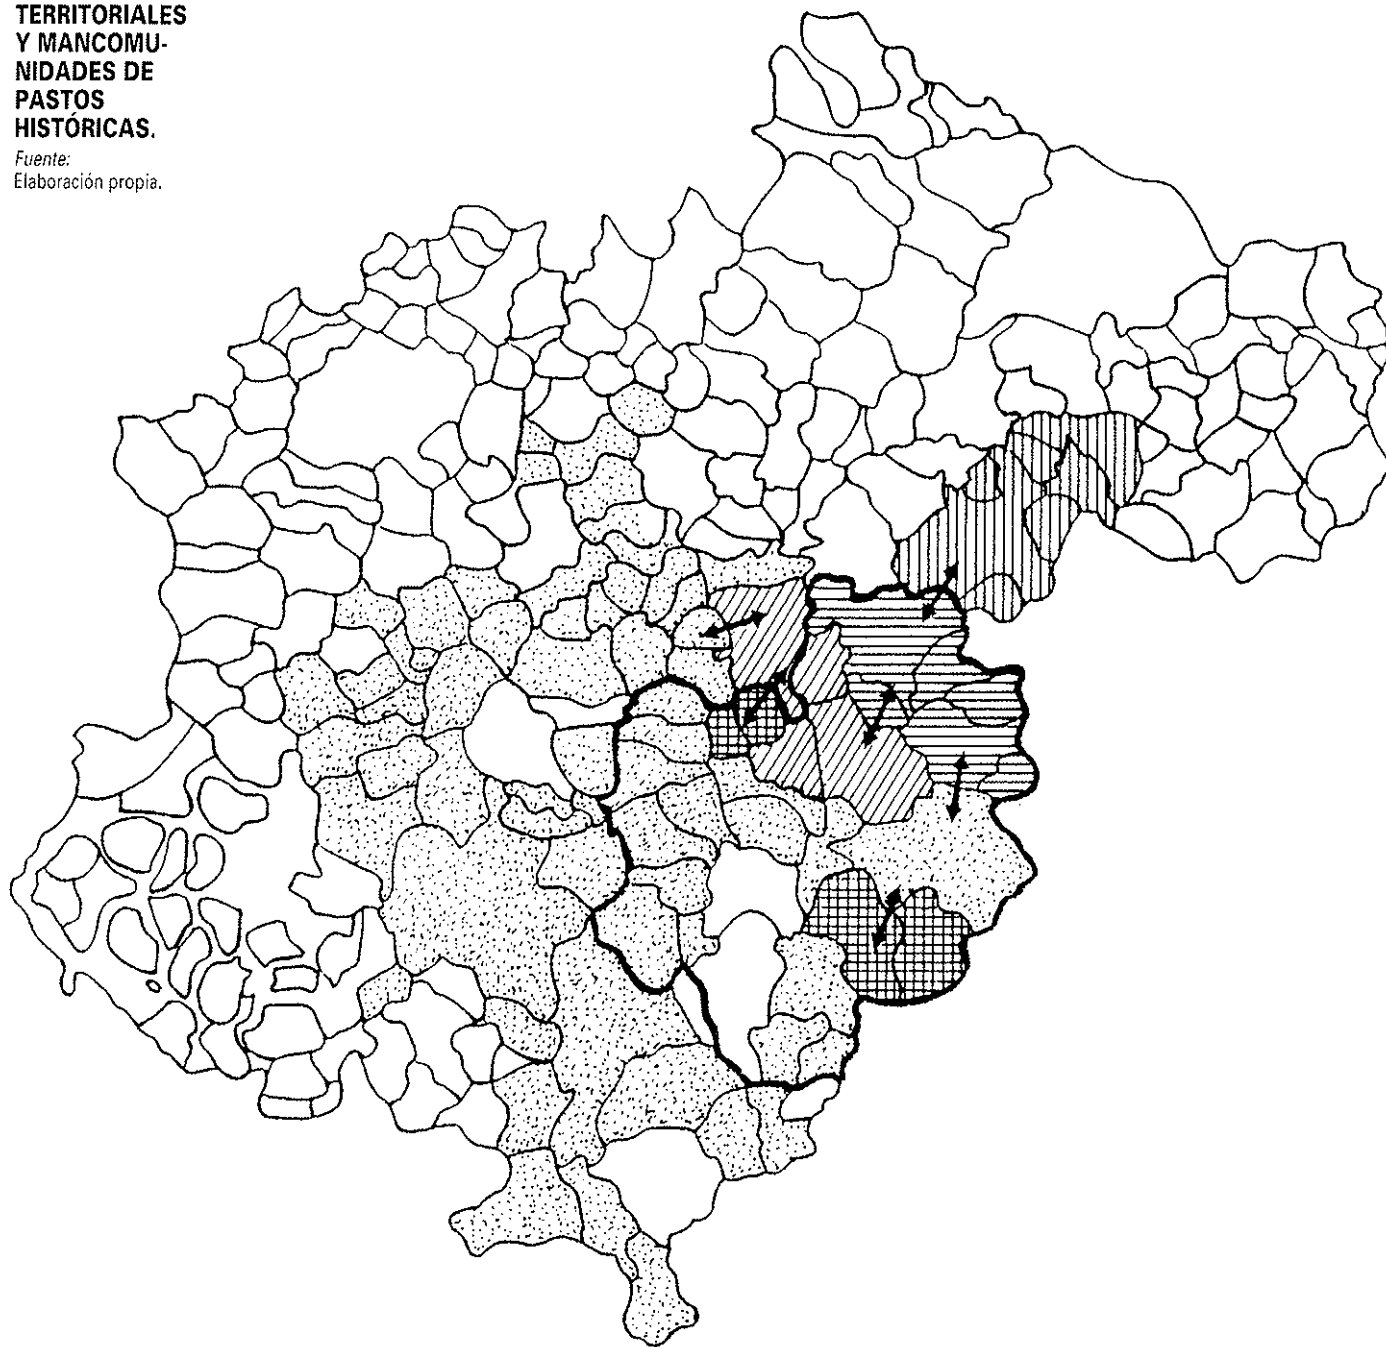 TERRITORIALES
Y MANCOMU-
NIDADES DE
PASTOS
HISTÓRICAS.
Fuente:
Elaboración propia.